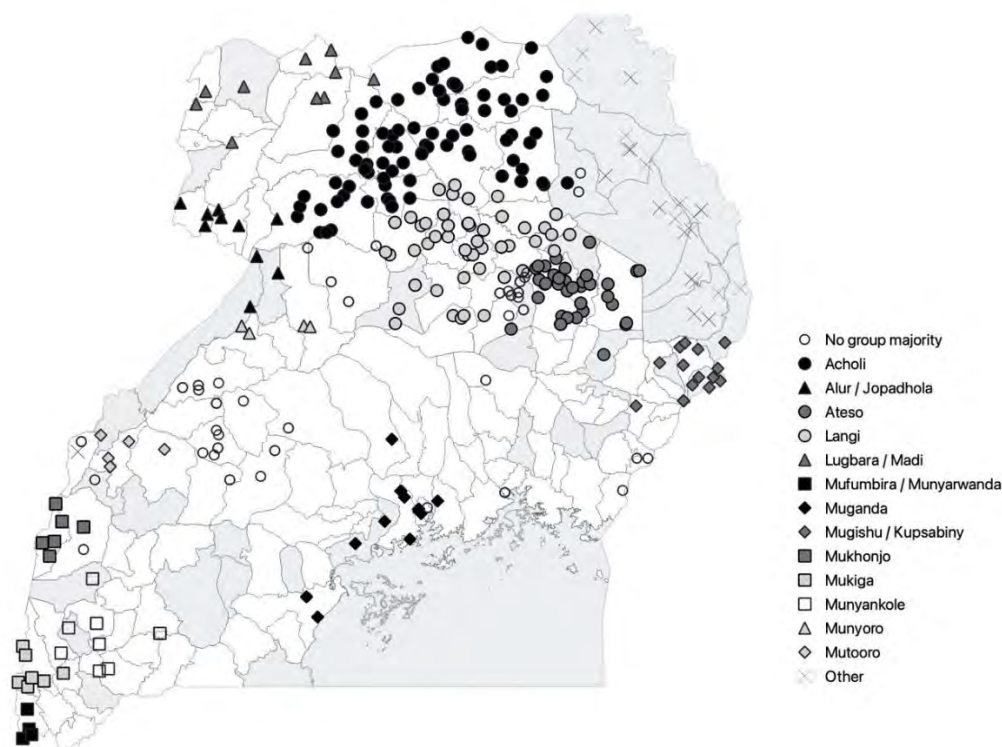 No group majority
Acholi
Alur / Jopadhola
Ateso
Langi
Lugbara / Madi
Mufumbira / Munyarwanda
Muganda
Mugishu / Kupsabiny
Mukhonjo
Mukiga
Munyankole
Munyoro
Mutooro
Other